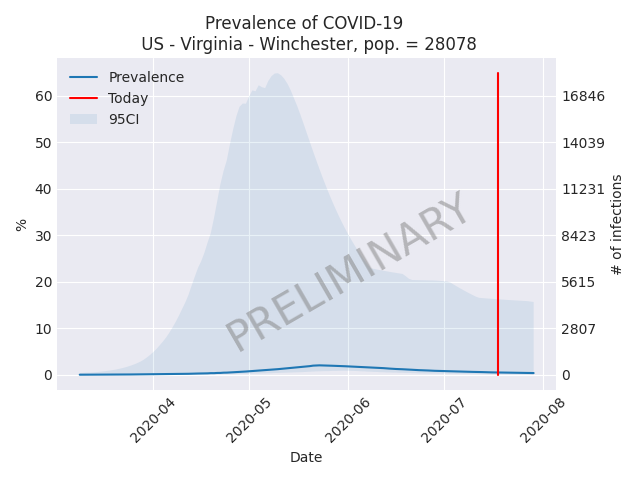 Prevalence of COVID-19
US - Virginia - Winchester, pop. = 28078
Prevalence
Today
95CI
60
50
40
30
20
10
0
%
16846
14039
11231
8423
5615
2807
0
# of infections
PRELIMINARY
2020-04
2020-05
2020-06
2020-07
2020-08
Date